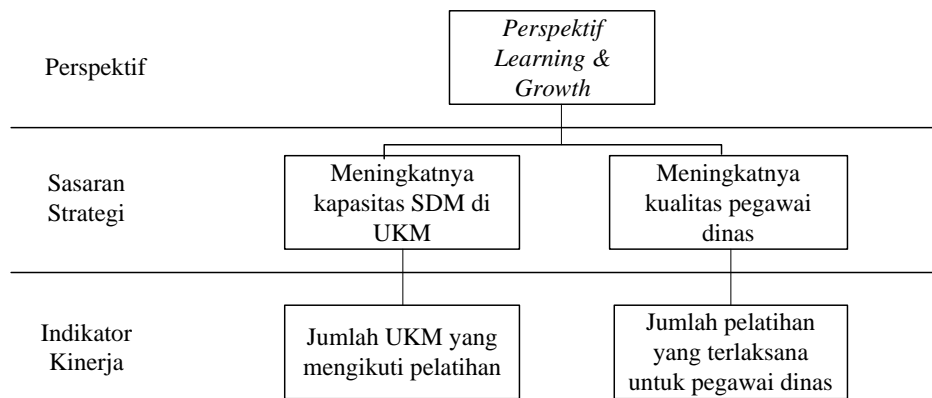 Perspektif
Perspektif
Learning &
Growth
Sasaran
Strategi
Meningkatnya
kapasitas SDM di
UKM
Meningkatnya
kualitas pegawai
dinas
Indikator
Kinerja
Jumlah UKM yang
mengikuti pelatihan
Jumlah pelatihan
yang terlaksana
untuk pegawai dinas